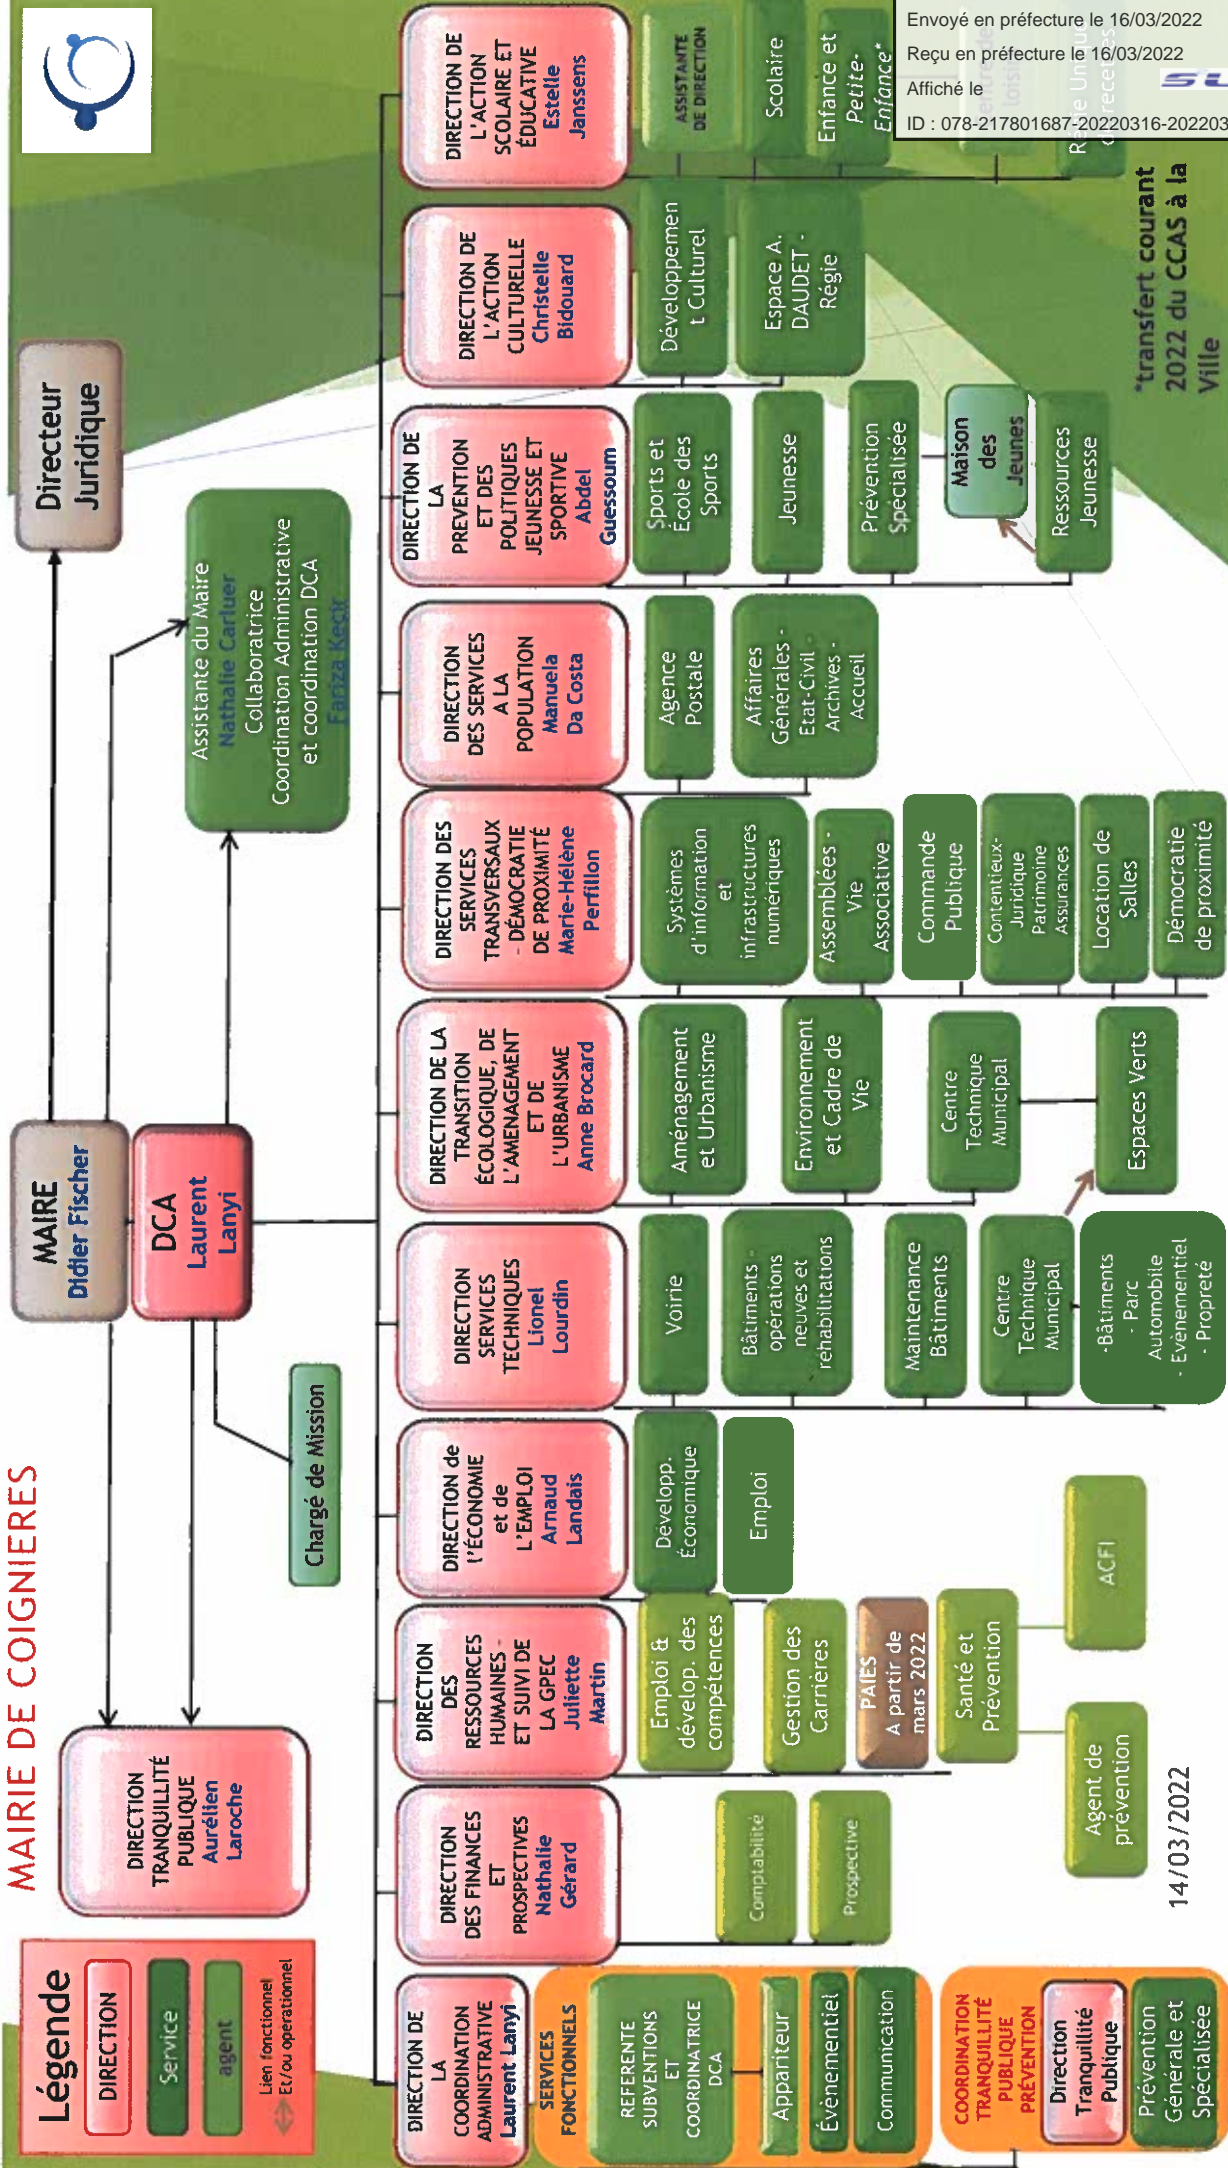 MAIRIE DE COIGNIERES
Légende
DIRECTION
Service
agent
Lien fonctionnel
Et/ou opérationnel
MAIRE
Didier Fischer
DCA
Laurent
Lanyi
Directeur
Juridique
Assistante du Maire
Nathalie Carluer
Collaboratrice
Coordination Administrative
et coordination DCA
Fariza Kecir
Chargé de Mission
DIRECTION
TRANQUILLITÉ
PUBLIQUE
Aurélien
Laroche
DIRECTION DE
LA
COORDINATION
ADMINISTRATIVE
Laurent Lanyi
SERVICES
FONCTIONNELS
REFERENTE
SUBVENTIONS
ET
COORDINATRICE
DCA
Appariteur
Évènementiel
Communication
COORDINATION
TRANQUILLITÉ
PUBLIQUE
PRÉVENTION
Direction
Tranquilité
Publique
Prévention
Générale et
Spécialisée
DIRECTION
DES FINANCES
ET
PROSPECTIVES
Nathalie
Gérard
Comptabilité
Prospective
DIRECTION
DES
RESSOURCES
HUMAINES -
ET SUIVI DE
LA GPEC
Juliette
Martin
Emploi &
dévelop. des
compétences
Gestion des
Carrières
PAIES
A partir de
mars 2022
Santé et
Prévention
Agent de
prévention
ACFI
DIRECTION de
l'ÉCONOMIE
et de
L'EMPLOI
Arnaud
Landais
Développ.
Économique
Emploi
DIRECTION
SERVICES
TECHNIQUES
Lionel
Lourdin
Voirie
Bâtiments -
opérations
neuves et
réhabilitations
Maintenance
Bâtiments
Centre
Technique
Municipal
-Bâtiments
- Parc
Automobile
- Evènementiel
- Propreté
DIRECTION DE LA
TRANSITION
ÉCOLOGIQUE, DE
L'AMENAGEMENT
ET DE
L'URBANISME
Anne Brocard
Aménagement
et Urbanisme
Environnement
et Cadre de
Vie
Centre
Technique
Municipal
Espaces Verts
DIRECTION DES
SERVICES
TRANSVERSAUX
- DÉMOCRATIE
DE PROXIMITÉ
Marie-Hélène
Perfillon
Systèmes
d'information
et
infrastructures
numériques
Assemblées -
Vie
Associative
Commande
Publique
Contentieux-
Juridique
Patrimoine
Assurances
Location de
Salles
Démocratie
de proximité
DIRECTION
DES SERVICES
A LA
POPULATION
Manuela
Da Costa
Agence
Postale
Affaires
Générales -
Etat-Civil -
Archives -
Accueil
DIRECTION DE
LA
PREVENTION
ET DES
POLITIQUES
JEUNESSE ET
SPORTIVE
Abdel
Guessoum
Sports et
École des
Sports
Jeunesse
Prévention
Spécialisée
Maison
des
Jeunes
Ressources
Jeunesse
DIRECTION DE
L'ACTION
CULTURELLE
Christelle
Bidouard
Développemen
t Culturel
Espace A.
DAUDET -
Régie
DIRECTION DE
L'ACTION
SCOLAIRE ET
ÉDUCATIVE
Estelle
Janssens
ASSISTANTE
DE DIRECTION
Scolaire
Enfance et
Petite-
Enfance*
loisirs
Régie Unique
de recettes
*transfert courant
2022 du CCAS à la
Ville
14/03/2022
Envoyé en préfecture le 16/03/2022
Reçu en préfecture le 16/03/2022
Affiché le
ID : 078-217801687-20220316-202203